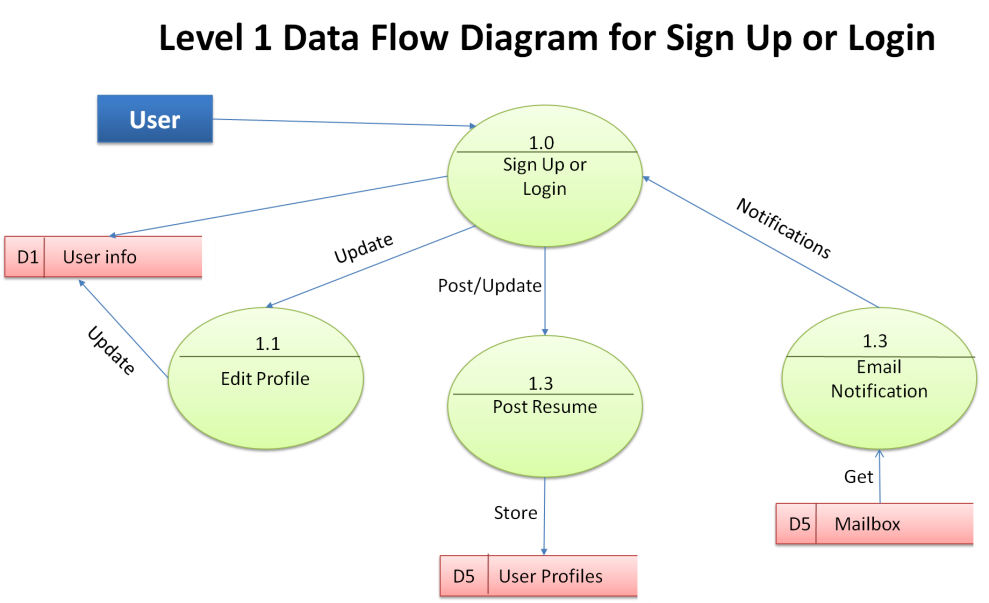 Level 1 Data Flow Diagram for Sign Up or Login
User
1.0
Sign Up or
Login
Notifications
D1 User info
Update
Post/Update
Update
1.1
Edit Profile
1.3
Post Resume
1.3
Email
Notification
Store
Get
D5 User Profiles
D5 Mailbox